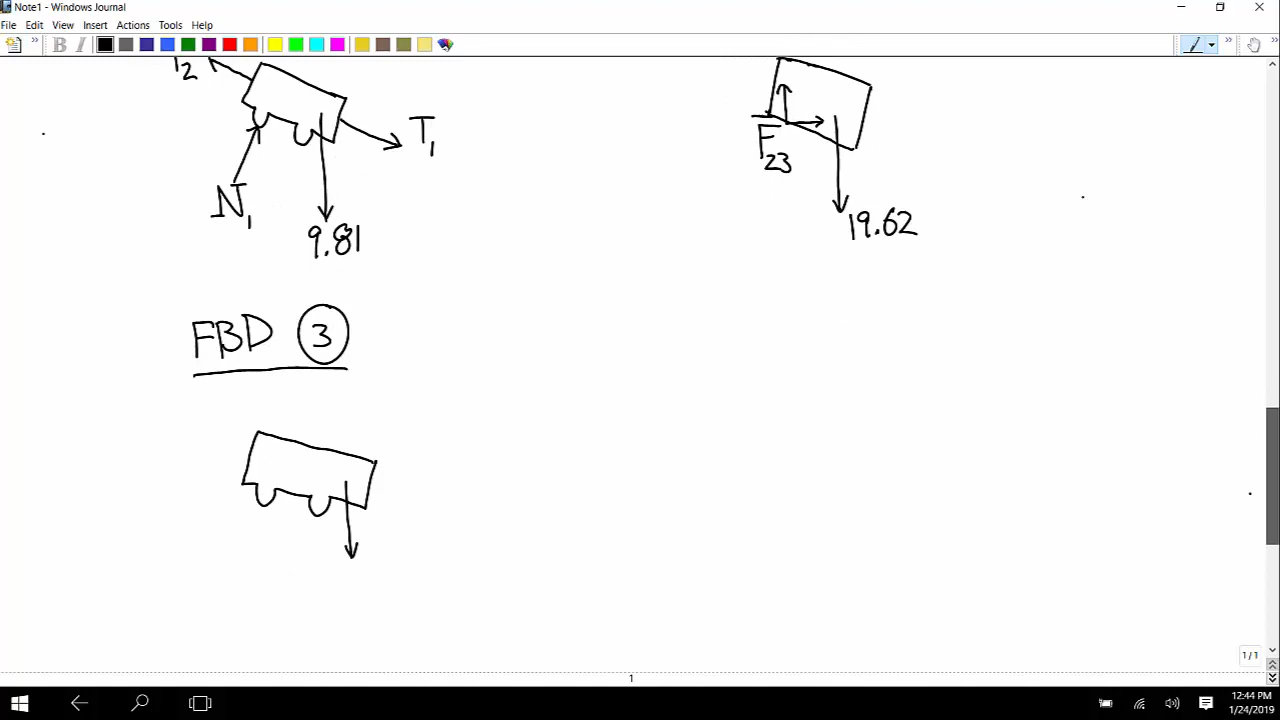 Note1 - Windows Journal
File Edit View Insert Actions Tools Help
B I
T2
T1
N1
9.81
F23
19.62
FBD 3
1/1
1
12:44 PM
1/24/2019